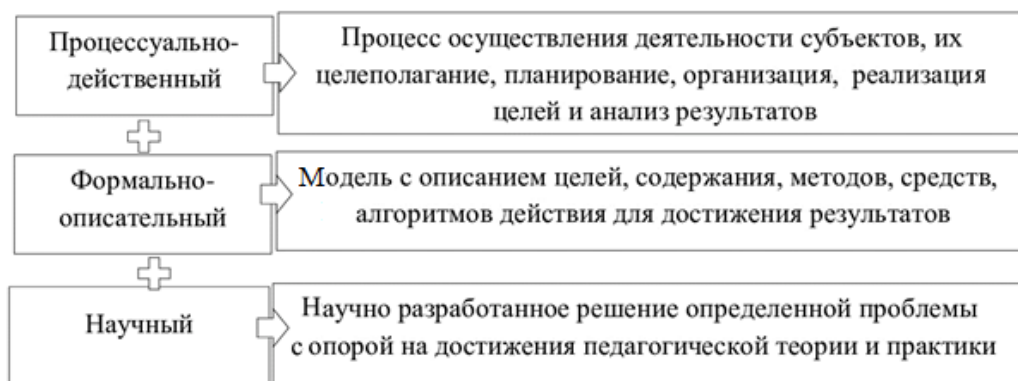 Процессуально-
действенный
Процесс осуществления деятельности субъектов, их
целеполагание, планирование, организация, реализация
целей и анализ результатов
Формально-
описательный
Модель с описанием целей, содержания, методов, средств,
алгоритмов действия для достижения результатов
Научный
Научно разработанное решение определенной проблемы
с опорой на достижения педагогической теории и практики